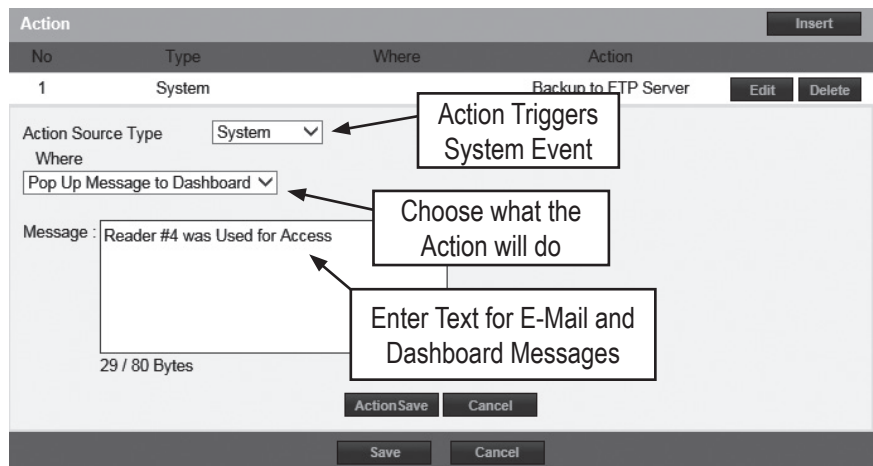 Action Insert
No Type Where Action
1 System Backup to FTP Server Edit Delete
Action Source Type System
Action Triggers
System Event
Where
Pop Up Message to Dashboard
Choose what the
Action will do
Message : Reader #4 was Used for Access
Enter Text for E-Mail and
Dashboard Messages
29 / 80 Bytes
ActionSave Cancel
Save Cancel